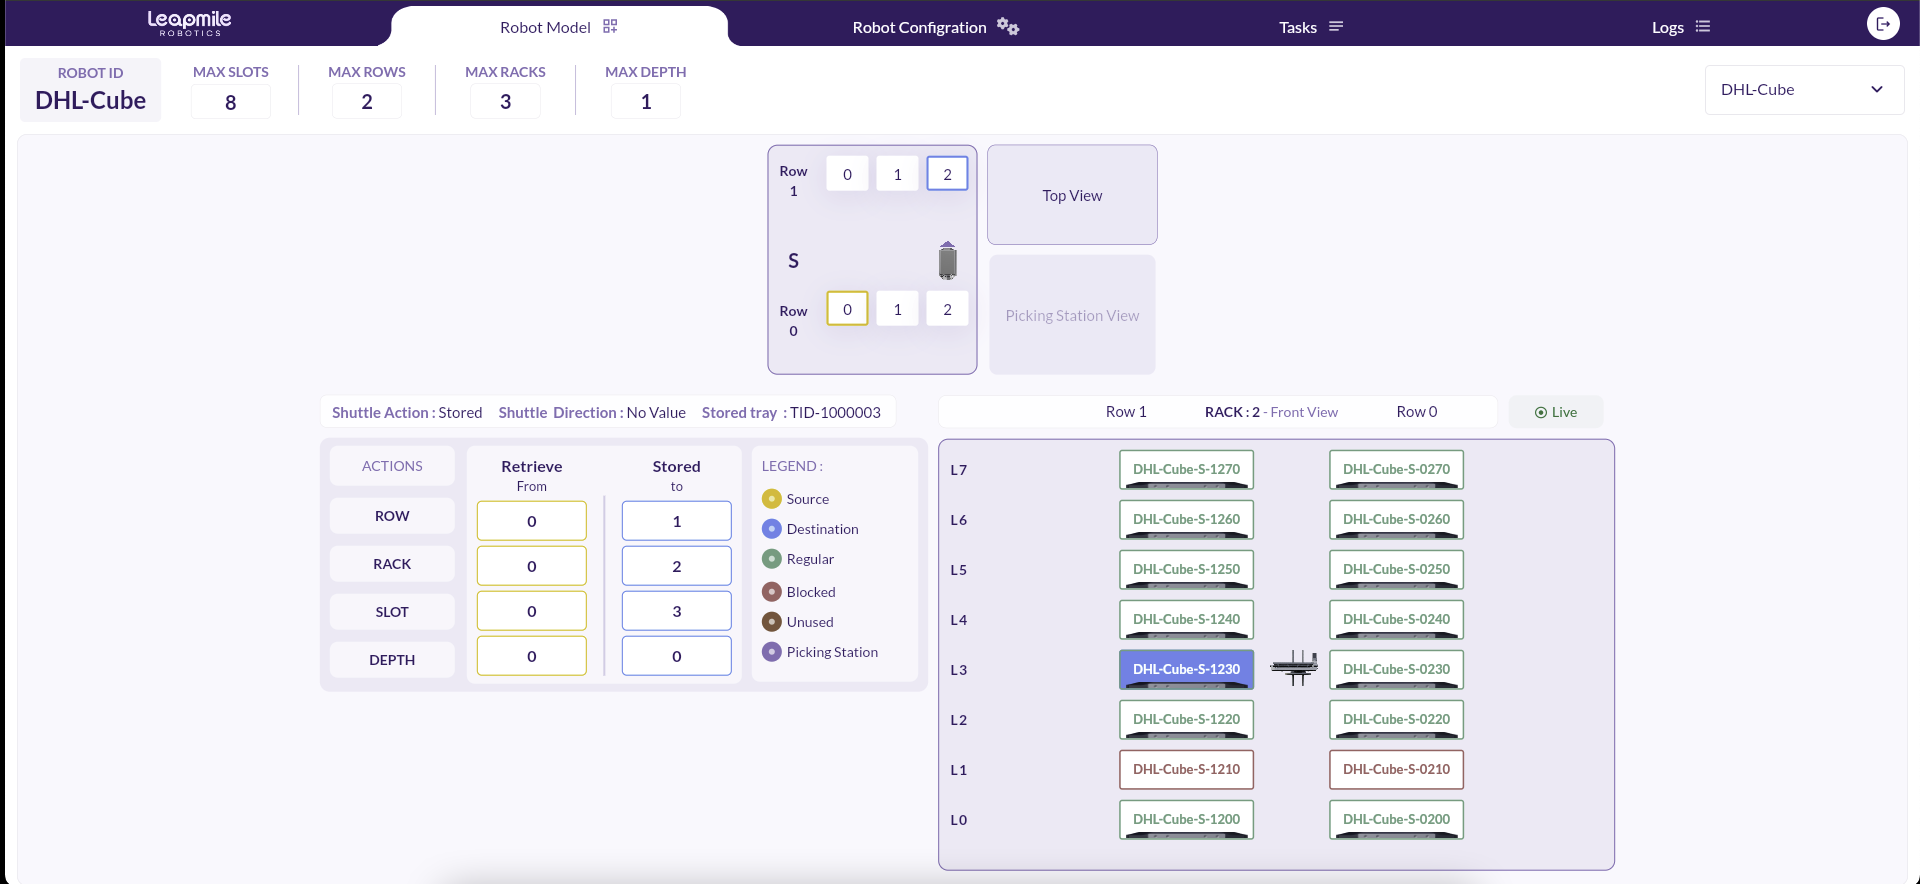 Leapmile
ROBOTICS
Robot Model
Robot Configration
Tasks
Logs
ROBOT ID
DHL-Cube
MAX SLOTS
8
MAX ROWS
2
MAX RACKS
3
MAX DEPTH
1
DHL-Cube
Row
1
0 1 2
S
Row
0
0 1 2
Top View
Picking Station View
Shuttle Action : Stored Shuttle Direction : No Value Stored tray : TID-1000003
ACTIONS
ROW
RACK
SLOT
DEPTH
Retrieve
From
0
0
0
0
Stored
to
1
2
3
0
LEGEND :
Source
Destination
Regular
Blocked
Unused
Picking Station
Row 1 RACK : 2 - Front View Row 0
Live
L7 DHL-Cube-S-1270 DHL-Cube-S-0270
L6 DHL-Cube-S-1260 DHL-Cube-S-0260
L5 DHL-Cube-S-1250 DHL-Cube-S-0250
L4 DHL-Cube-S-1240 DHL-Cube-S-0240
L3 DHL-Cube-S-1230 DHL-Cube-S-0230
L2 DHL-Cube-S-1220 DHL-Cube-S-0220
L1 DHL-Cube-S-1210 DHL-Cube-S-0210
L0 DHL-Cube-S-1200 DHL-Cube-S-0200